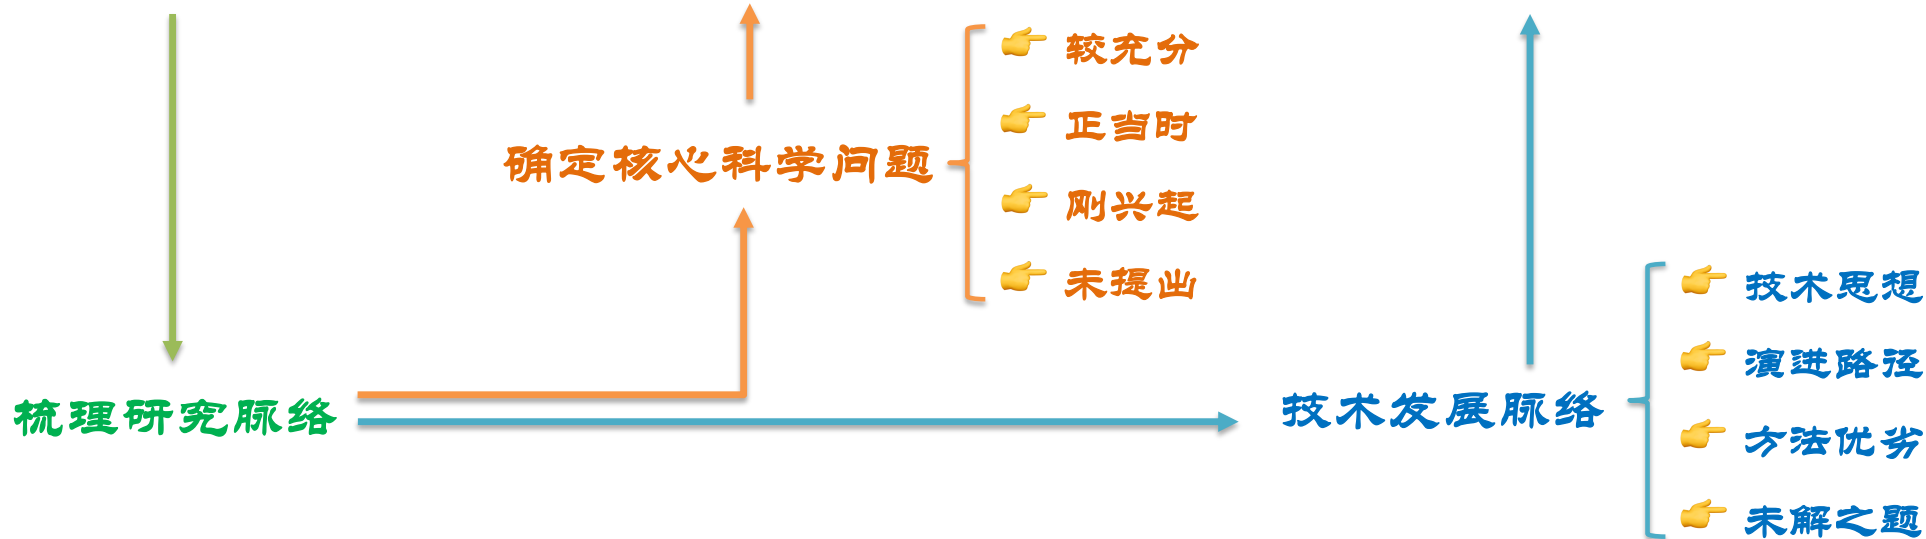 较充分
正当时
确定核心科学问题
刚兴起
未提出
技术思想
演进路径
梳理研究脉络
技术发展脉络
方法优劣
未解之题